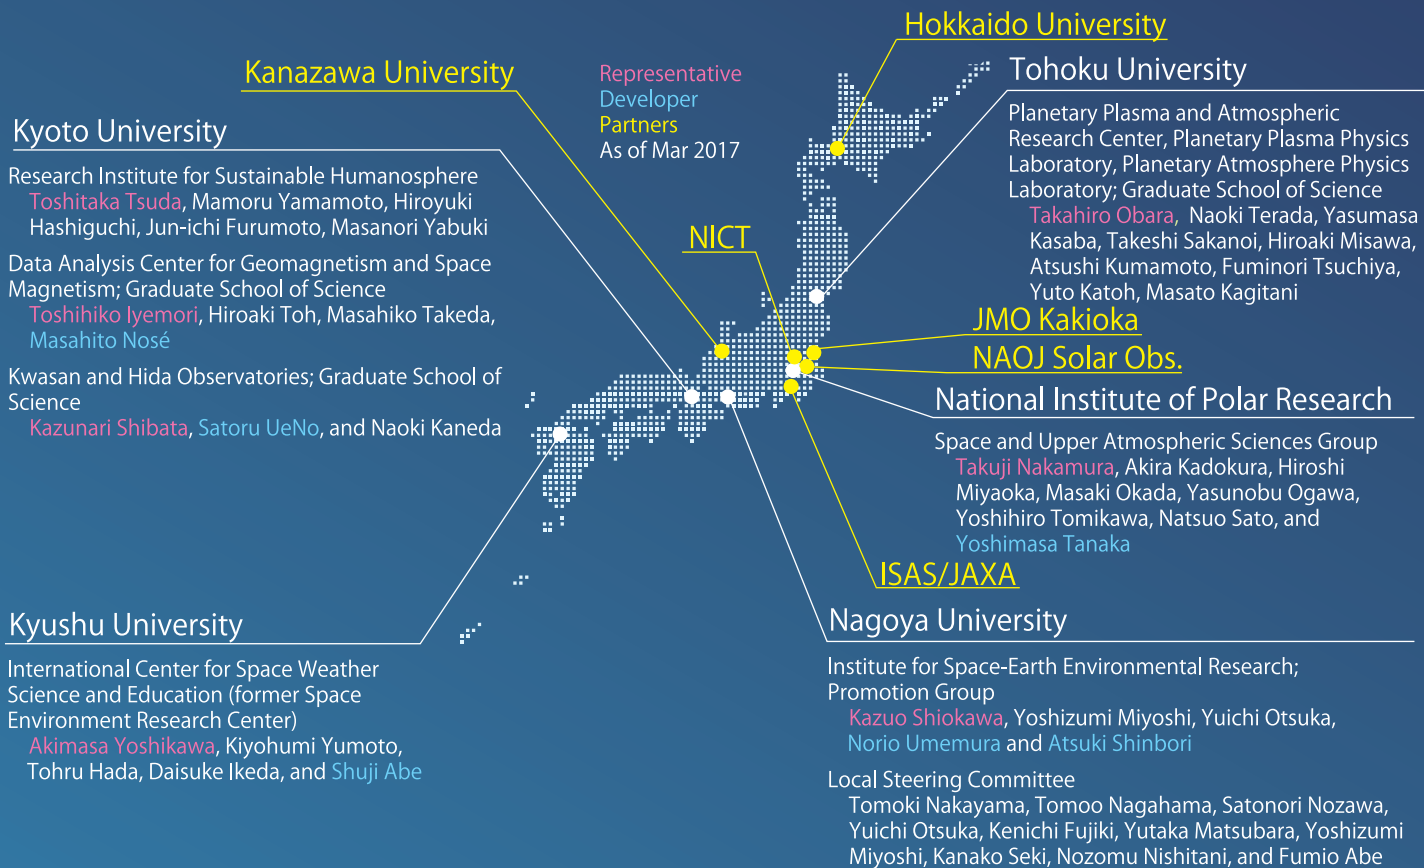 Hokkaido University
Kanazawa University
Representative
Developer
Partners
As of Mar 2017
Tohoku University
Planetary Plasma and Atmospheric
Research Center, Planetary Plasma Physics
Laboratory, Planetary Atmosphere Physics
Laboratory; Graduate School of Science
Takahiro Obara, Naoki Terada, Yasumasa
Kasaba, Takeshi Sakanoi, Hiroaki Misawa,
Atsushi Kumamoto, Fuminori Tsuchiya,
Yuto Katoh, Masato Kagitani
Kyoto University
Research Institute for Sustainable Humanosphere
Toshitaka Tsuda, Mamoru Yamamoto, Hiroyuki
Hashiguchi, Jun-ichi Furumoto, Masanori Yabuki
Data Analysis Center for Geomagnetism and Space
Magnetism; Graduate School of Science
Toshihiko Iyemori, Hiroaki Toh, Masahiko Takeda,
Masahito Nosé
Kwasan and Hida Observatories; Graduate School of
Science
Kazunari Shibata, Satoru UeNo, and Naoki Kaneda
NICT
JMO Kakioka
NAOJ Solar Obs.
National Institute of Polar Research
Space and Upper Atmospheric Sciences Group
Takuji Nakamura, Akira Kadokura, Hiroshi
Miyaoka, Masaki Okada, Yasunobu Ogawa,
Yoshihiro Tomikawa, Natsuo Sato, and
Yoshimasa Tanaka
ISAS/JAXA
Kyushu University
International Center for Space Weather
Science and Education (former Space
Environment Research Center)
Akimasa Yoshikawa, Kiyohumi Yumoto,
Tohru Hada, Daisuke Ikeda, and Shuji Abe
Nagoya University
Institute for Space-Earth Environmental Research;
Promotion Group
Kazuo Shiokawa, Yoshizumi Miyoshi, Yuichi Otsuka,
Norio Umemura and Atsuki Shinbori
Local Steering Committee
Tomoki Nakayama, Tomoo Nagahama, Satonori Nozawa,
Yuichi Otsuka, Kenichi Fujiki, Yutaka Matsubara, Yoshizumi
Miyoshi, Kanako Seki, Nozomu Nishitani, and Fumio Abe